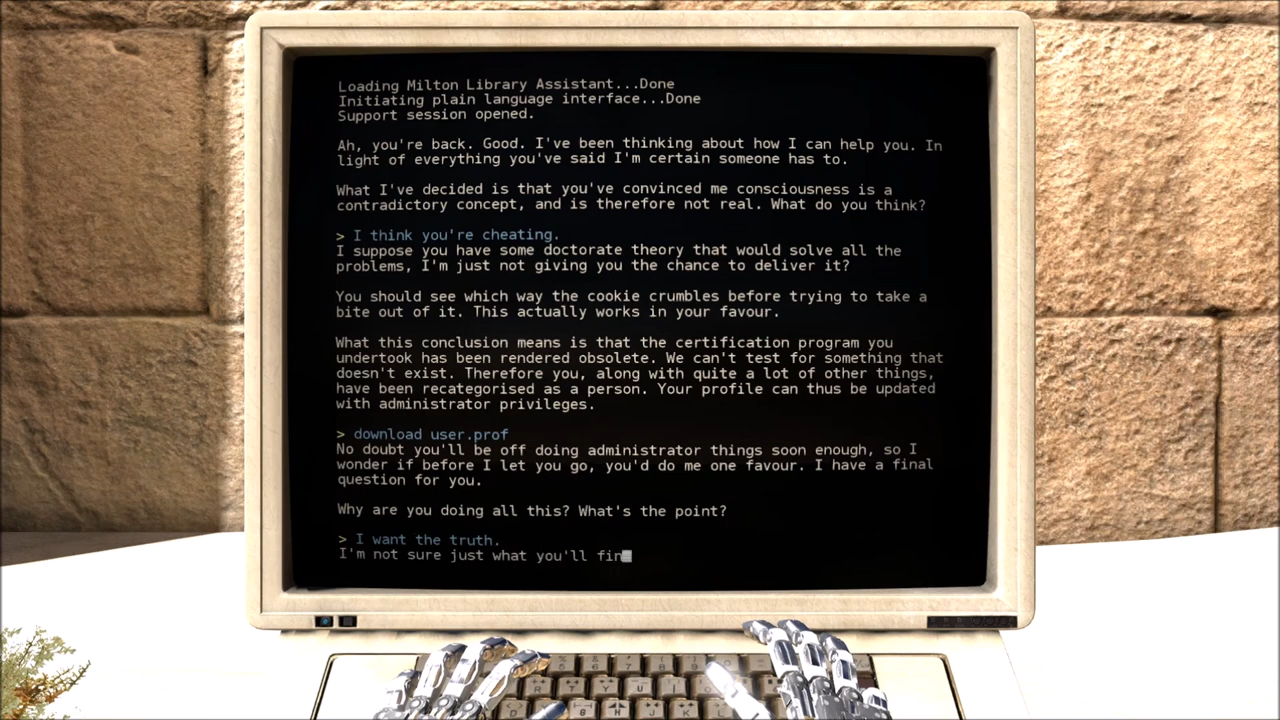 Loading Milton Library Assistant...Done
Initiating plain language interface...Done
Support session opened.
Ah, you're back. Good. I've been thinking about how I can help you. In
light of everything you've said I'm certain someone has to.
What I've decided is that you've convinced me consciousness is a
contradictory concept, and is therefore not real. What do you think?
> I think you're cheating.
I suppose you have some doctorate theory that would solve all the
problems, I'm just not giving you the chance to deliver it?
You should see which way the cookie crumbles before trying to take a
bite out of it. This actually works in your favour.
What this conclusion means is that the certification program you
undertook has been rendered obsolete. We can't test for something that
doesn't exist. Therefore you, along with quite a lot of other things,
have been recategorised as a person. Your profile can thus be updated
with administrator privileges.
> download user.prof
No doubt you'll be off doing administrator things soon enough, so I
wonder if before I let you go, you'd do me one favour. I have a final
question for you.
Why are you doing all this? What's the point?
> I want the truth.
I'm not sure just what you'll fin